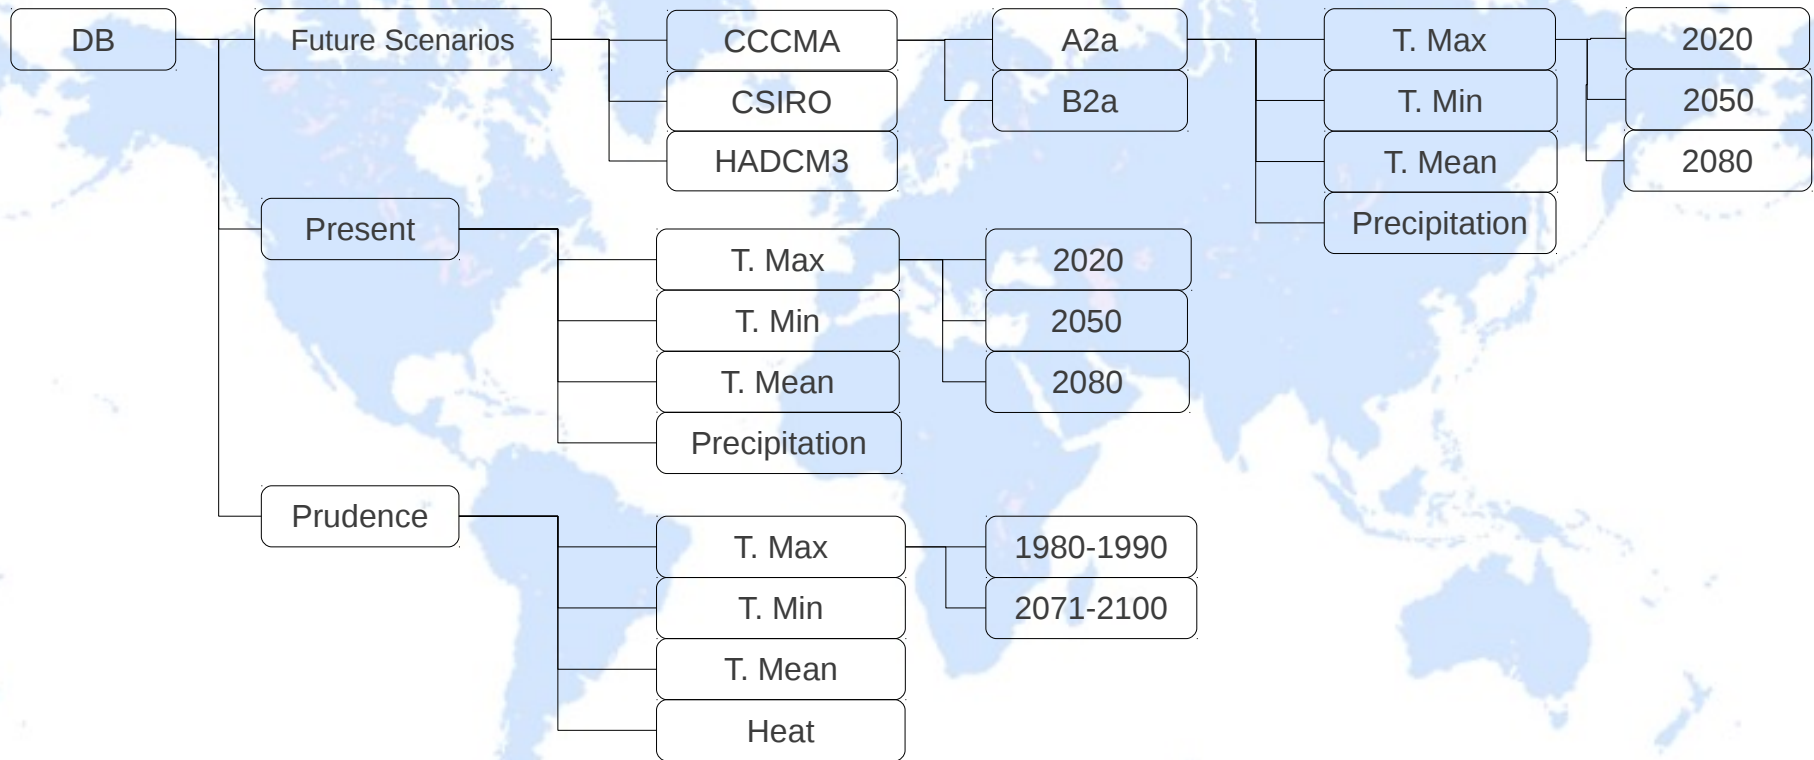 DB
Future Scenarios
CCCMA
A2a
T. Max
2020
CSIRO
B2a
T. Min
2050
HADCM3
T. Mean
2080
Precipitation
Present
T. Max
2020
T. Min
2050
T. Mean
2080
Precipitation
Prudence
T. Max
1980-1990
T. Min
2071-2100
T. Mean
Heat